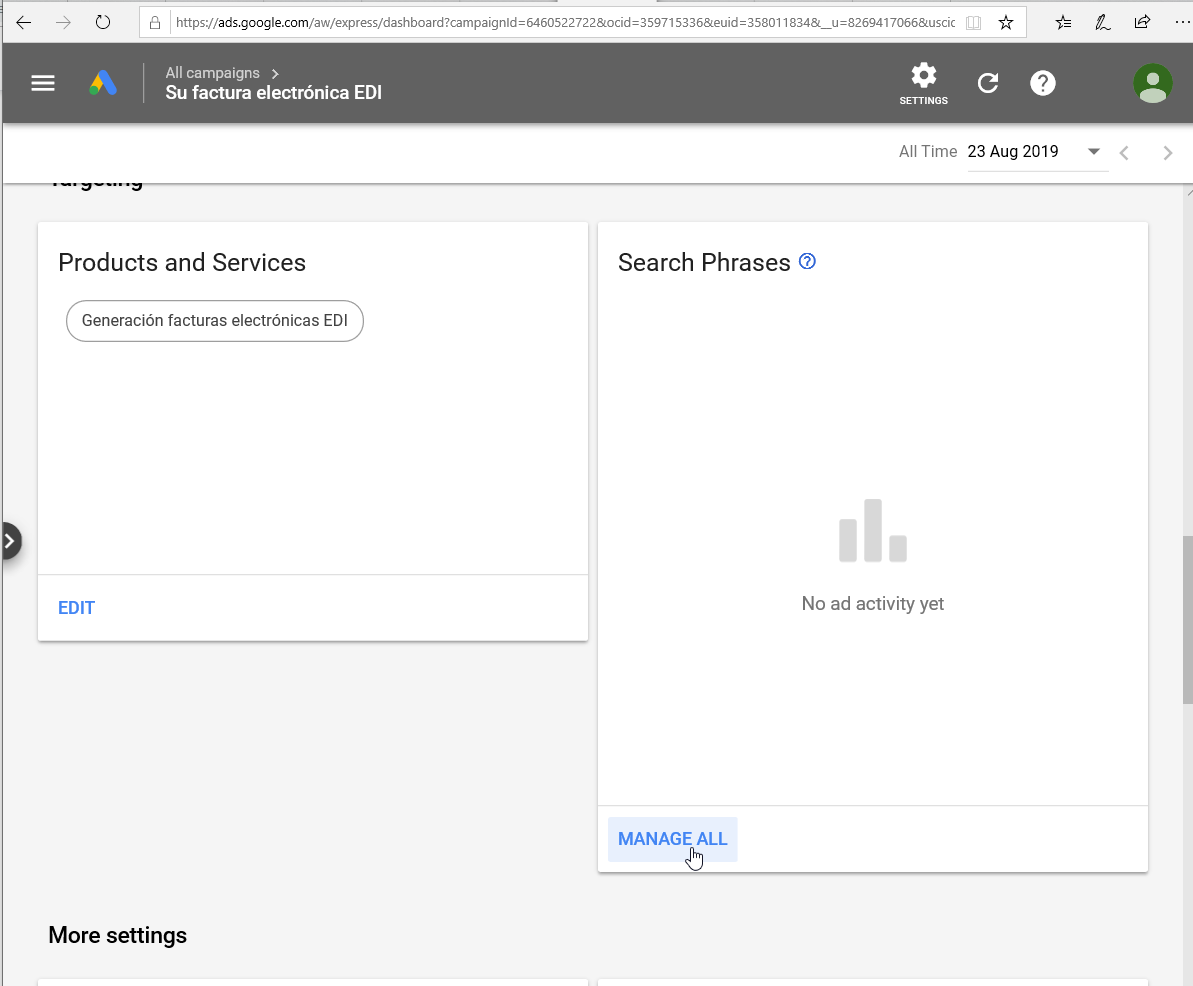 https://ads.google.com/aw/express/dashboard?campaignId=6460522722&ocid=359715336&euid=358011834&__u=8269417066&uscic
All campaigns
Su factura electrónica EDI
SETTINGS
All Time 23 Aug 2019
Targeting
Products and Services
Generación facturas electrónicas EDI
EDIT
Search Phrases
No ad activity yet
MANAGE ALL
More settings